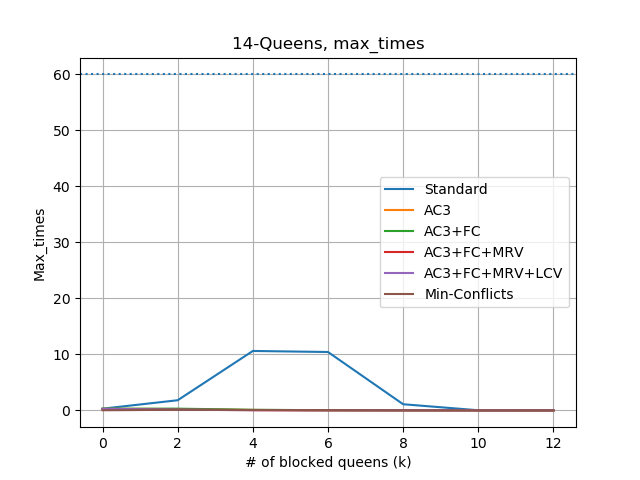 14-Queens, max_times
60
50
40
30
20
10
0
Max_times
Standard
AC3
AC3+FC
AC3+FC+MRV
AC3+FC+MRV+LCV
Min-Conflicts
0 2 4 6 8 10 12
# of blocked queens (k)